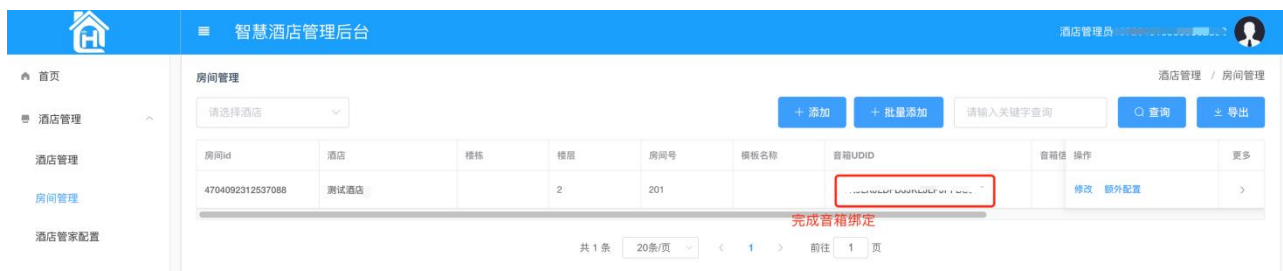 智慧酒店管理后台
酒店管理员
首页
酒店管理
酒店管理
房间管理
酒店管家配置
房间管理
酒店管理 / 房间管理
请选择酒店
+ 添加
+ 批量添加
请输入关键字查询
查询
导出
房间id 酒店 楼栋 楼层 房间号 模板名称 音箱UDID 音箱信 操作 更多
4704092312537088 测试酒店 2 201 修改 额外配置 >
完成音箱绑定
共 1 条 20条/页 < 1 > 前往 1 页